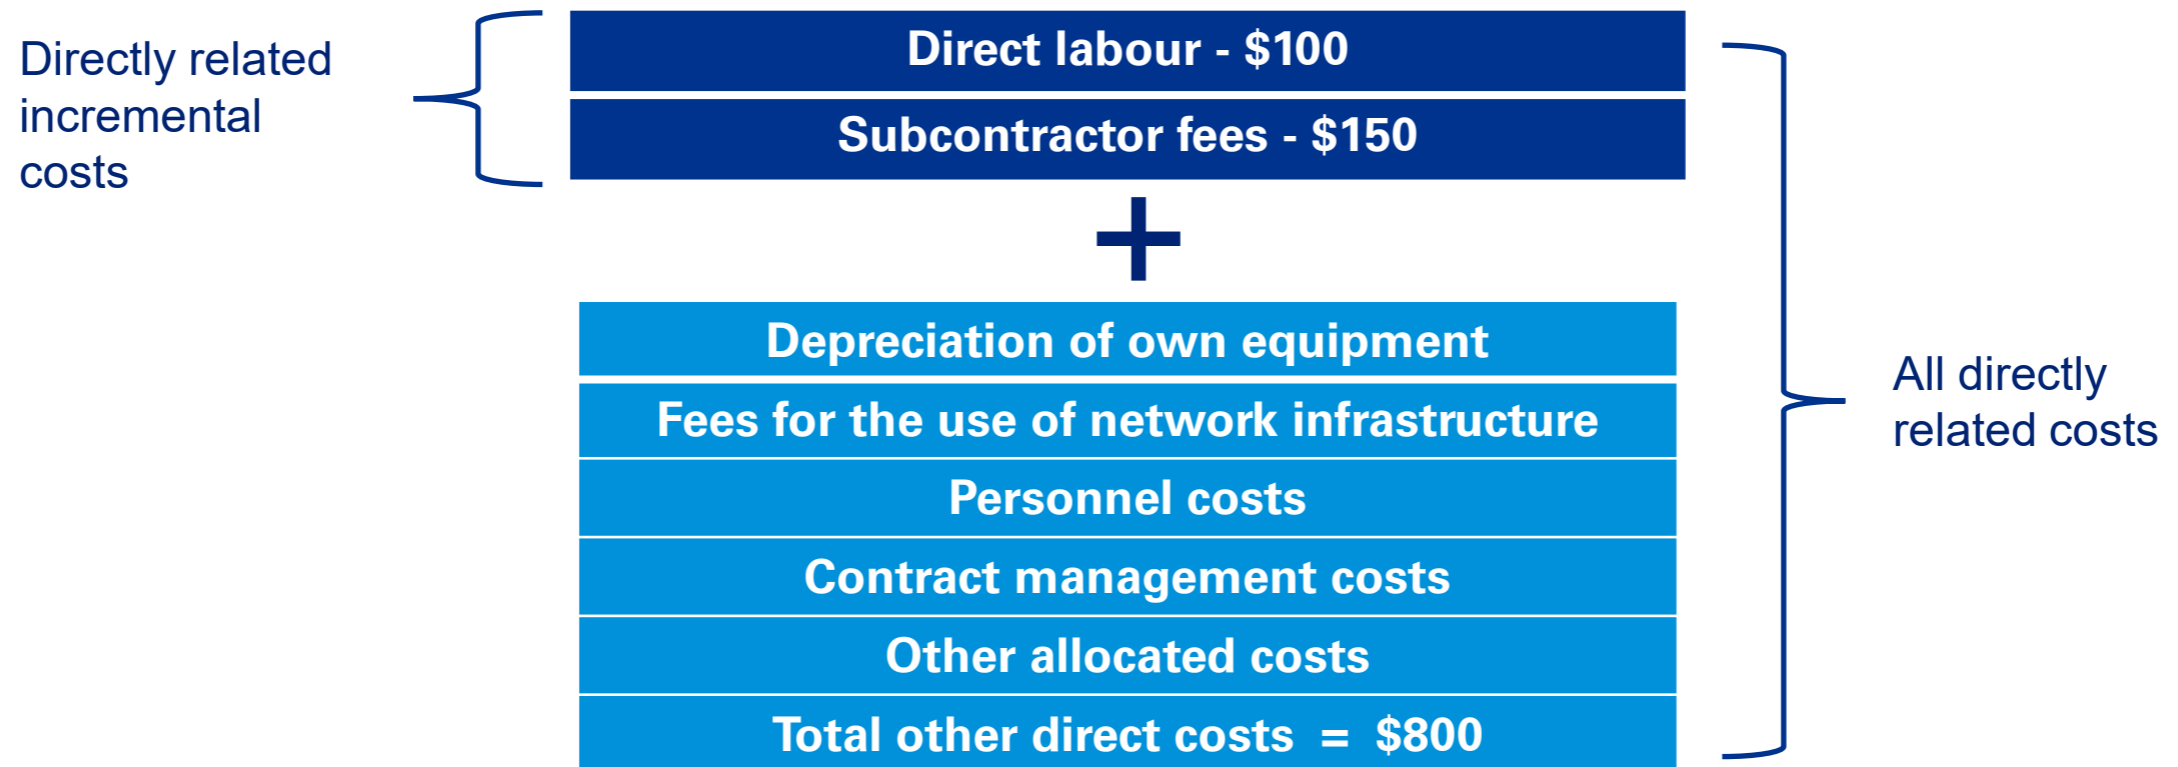 Directly related
incremental
costs
Direct labour - $100
Subcontractor fees - $150
+
Depreciation of own equipment
Fees for the use of network infrastructure
Personnel costs
Contract management costs
Other allocated costs
Total other direct costs = $800
All directly
related costs